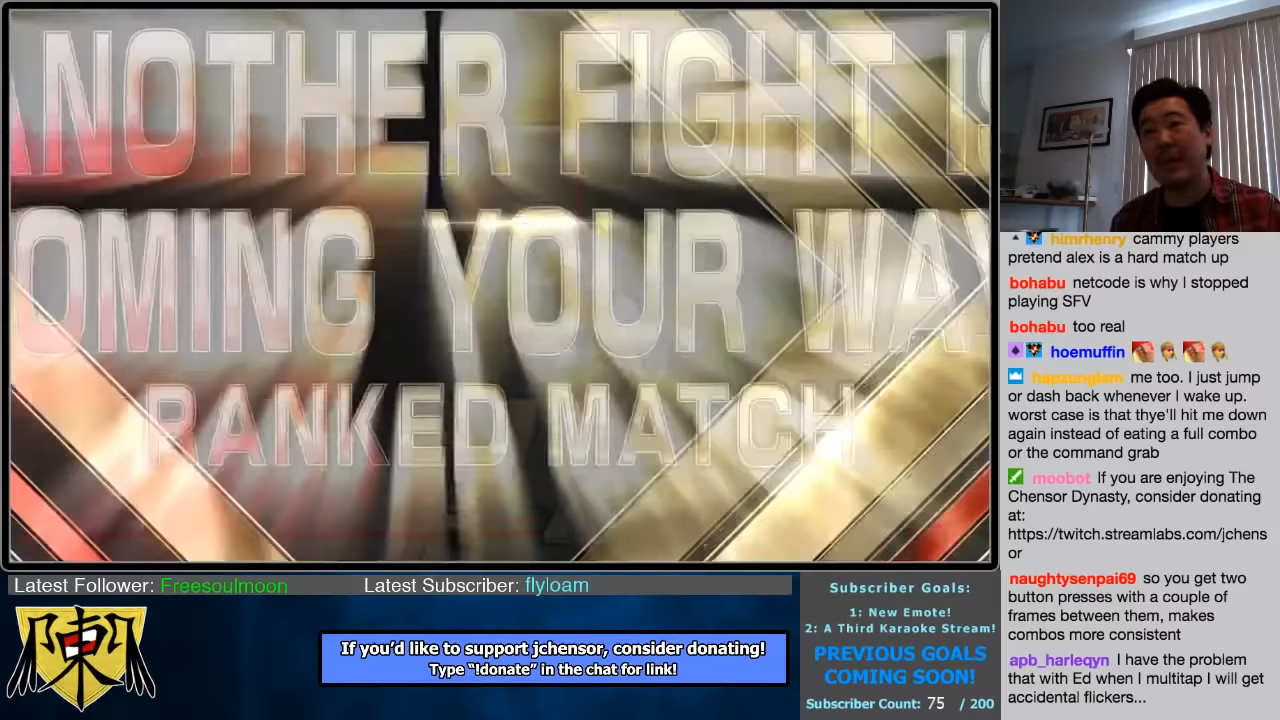 ANOTHER FIGHT IS
COMING YOUR WAY
RANKED MATCH
himrhenry cammy players
pretend alex is a hard match up
bohabu netcode is why I stopped
playing SFV
bohabu too real
hoemuffin
hapzunglam me too. I just jump
or dash back whenever I wake up.
worst case is that thye'll hit me down
again instead of eating a full combo
or the command grab
moobot If you are enjoying The
Chensor Dynasty, consider donating
at:
https://twitch.streamlabs.com/jchens
or
naughtysenpai69 so you get two
button presses with a couple of
frames between them, makes
combos more consistent
apb_harleqyn I have the problem
that with Ed when I multitap I will get
accidental flickers...
Latest Follower: Freesoulmoon
Latest Subscriber: flyloam
If you'd like to support jchensor, consider donating!
Type "!donate" in the chat for link!
Subscriber Goals:
1: New Emote!
2: A Third Karaoke Stream!
PREVIOUS GOALS
COMING SOON!
Subscriber Count: 75 / 200